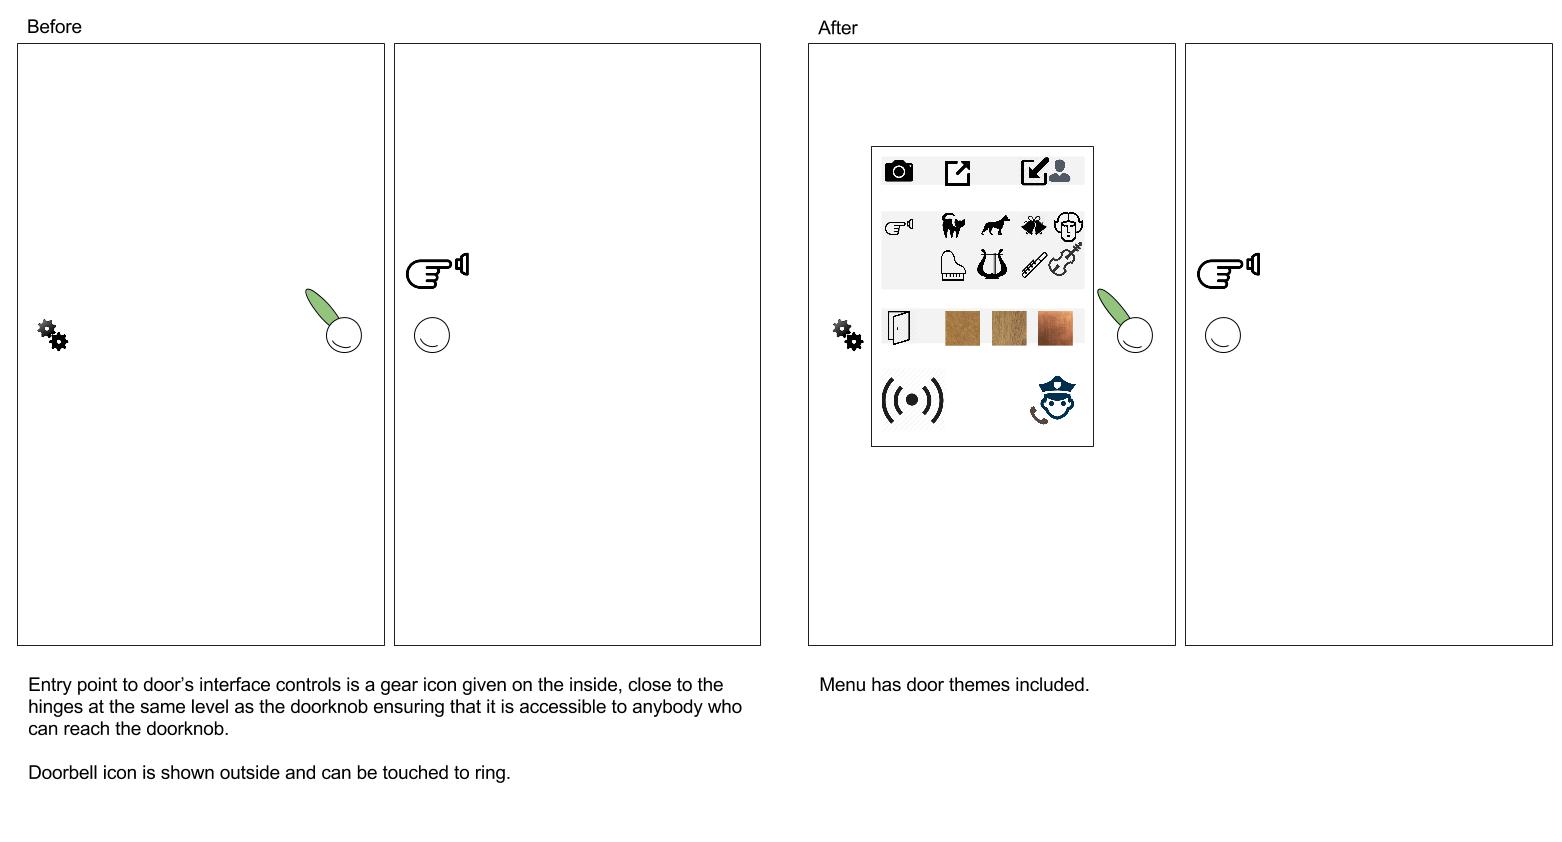 Before
After
Entry point to door's interface controls is a gear icon given on the inside, close to the
hinges at the same level as the doorknob ensuring that it is accessible to anybody who
can reach the doorknob.
Doorbell icon is shown outside and can be touched to ring.
Menu has door themes included.